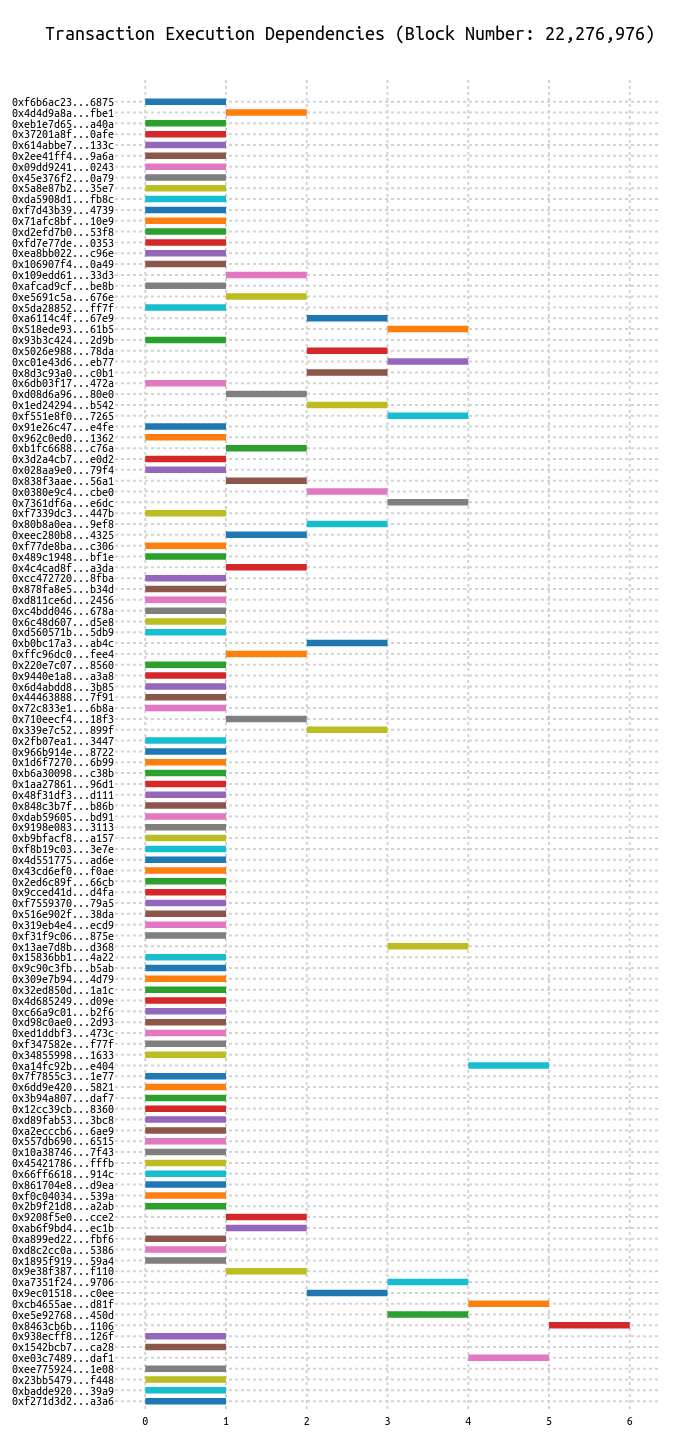 Transaction Execution Dependencies (Block Number: 22,276,976)
0xf6b6ac23...6875
0x4d4d9a8a...fbe1
0xeb1e7d65...a40a
0x37201a8f...0afe
0x614abbe7...133c
0x2ee41ff4...9a6a
0x09dd9241...0243
0x45e376f2...0a79
0x5a8e87b2...35e7
0xda5908d1...fb8c
0xf7d43b39...4739
0x71afc8bf...10e9
0xd2efd7b0...53f8
0xfd7e77de...0353
0xea8bb022...c96e
0x106907f4...0a49
0x109edd61...33d3
0xafcad9cf...be8b
0xe5691c5a...676e
0x5da28852...ff7f
0xa6114c4f...67e9
0x518ede93...61b5
0x93b3c424...2d9b
0x5026e988...78da
0xc01e43d6...eb77
0x8d3c93a0...c0b1
0x6db03f17...472a
0xd08d6a96...80e0
0x1ed24294...b542
0xf551e8f0...7265
0x91e26c47...e4fe
0x962c0ed0...1362
0xb1fc6688...c76a
0x3d2a4cb7...e0d2
0x028aa9e0...79f4
0x838f3aae...56a1
0x0380e9c4...cbe0
0x7361df6a...e6dc
0xf7339dc3...447b
0x80b8a0ea...9ef8
0xeec280b8...4325
0xf77de8ba...c306
0x489c1948...bf1e
0x4c4cad8f...a3da
0xcc472720...8fba
0x878fa8e5...b34d
0xd811ce6d...2456
0xc4bdd046...678a
0x6c48d607...d5e8
0xd560571b...5db9
0xb0bc17a3...ab4c
0xffc96dc0...fee4
0x220e7c07...8560
0x9440e1a8...a3a8
0x6d4abdd8...3b85
0x44463888...7f91
0x72c833e1...6b8a
0x710eecf4...18f3
0x339e7c52...899f
0x2fb07ea1...3447
0x966b914e...8722
0x1d6f7270...6b99
0xb6a30098...c38b
0x1aa27861...96d1
0x48f31df3...d111
0x848c3b7f...b86b
0xdab59605...bd91
0x9198e083...3113
0xb9bfacf8...a157
0xf8b19c03...3e7e
0x4d551775...ad6e
0x43cd6ef0...f0ae
0x2ed6c89f...66cb
0x9cced41d...d4fa
0xf7559370...79a5
0x516e902f...38da
0x319eb4e4...ecd9
0xf31f9c06...875e
0x13ae7d8b...d368
0x15836bb1...4a22
0x9c90c3fb...b5ab
0x309e7b94...4d79
0x32ed850d...1a1c
0x4d685249...d09e
0xc66a9c01...b2f6
0xd98c0ae0...2d93
0xed1ddbf3...473c
0xf347582e...f77f
0x34855998...1633
0xa14fc92b...e404
0x7f7855c3...1e77
0x6dd9e420...5821
0x3b94a807...daf7
0x12cc39cb...8360
0xd89fab53...3bc8
0xa2ecccb6...6ae9
0x557db690...6515
0x10a38746...7f43
0x45421786...fffb
0x66ff6618...914c
0x861704e8...d9ea
0xf0c04034...539a
0x2b9f21d8...a2ab
0x9208f5e0...cce2
0xab6f9bd4...ec1b
0xa899ed22...fbf6
0xd8c2cc0a...5386
0x1895f919...59a4
0x9e38f387...f110
0xa7351f24...9706
0x9ec01518...c0ee
0xcb4655ae...d81f
0xe5e92768...450d
0x8463cb6b...1106
0x938ecff8...126f
0x1542bcb7...ca28
0xe03c7489...daf1
0xee775924...1e08
0x23bb5479...f448
0xbadde920...39a9
0xf271d3d2...a3a6
0 1 2 3 4 5 6